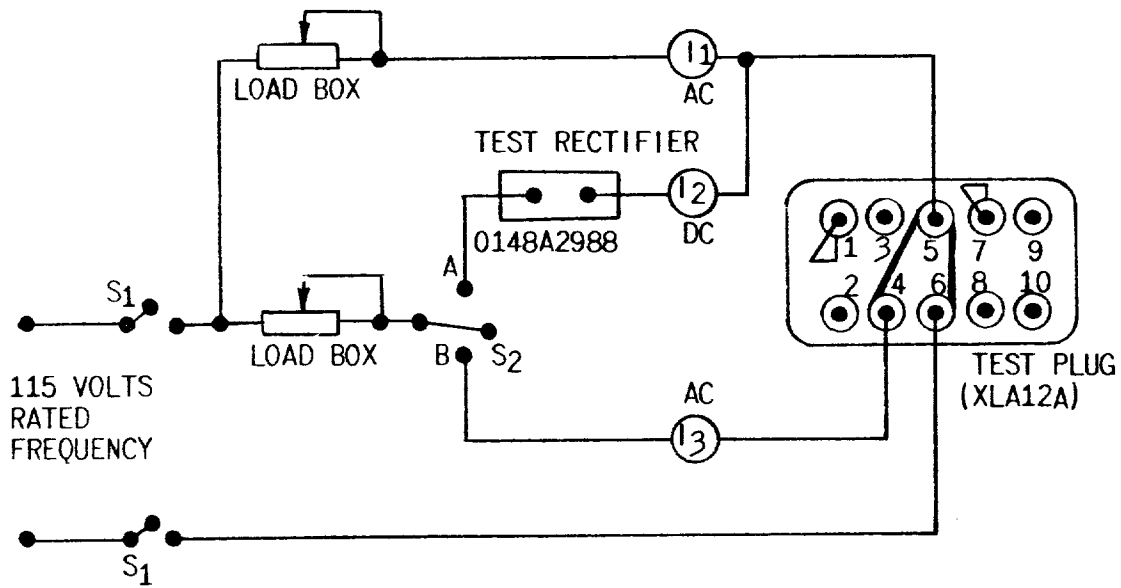 LOAD BOX
I1
AC
TEST RECTIFIER
I2
DC
0148A2988
A
S1
LOAD BOX
B
S2
1 3 5 7 9
2 4 6 8 10
TEST PLUG
(XLA12A)
115 VOLTS
RATED
FREQUENCY
AC
I3
S1